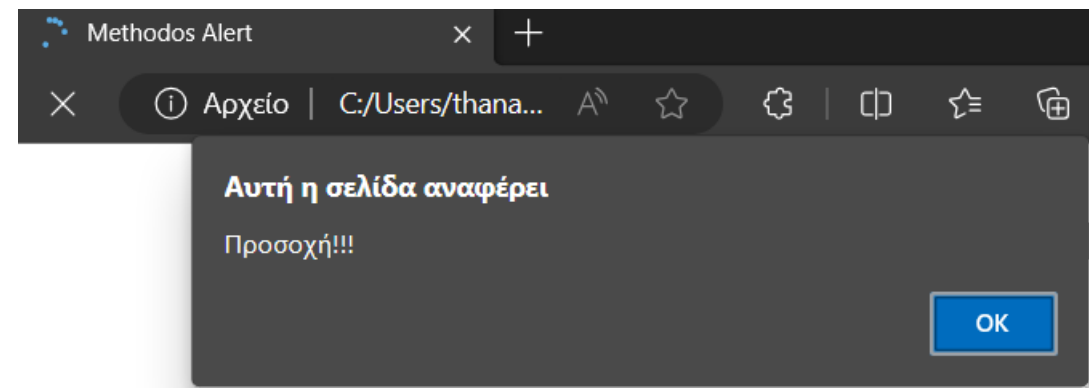 Methodos Alert
Αρχείο | C:/Users/thana...
Αυτή η σελίδα αναφέρει
Προσοχή!!!
OK